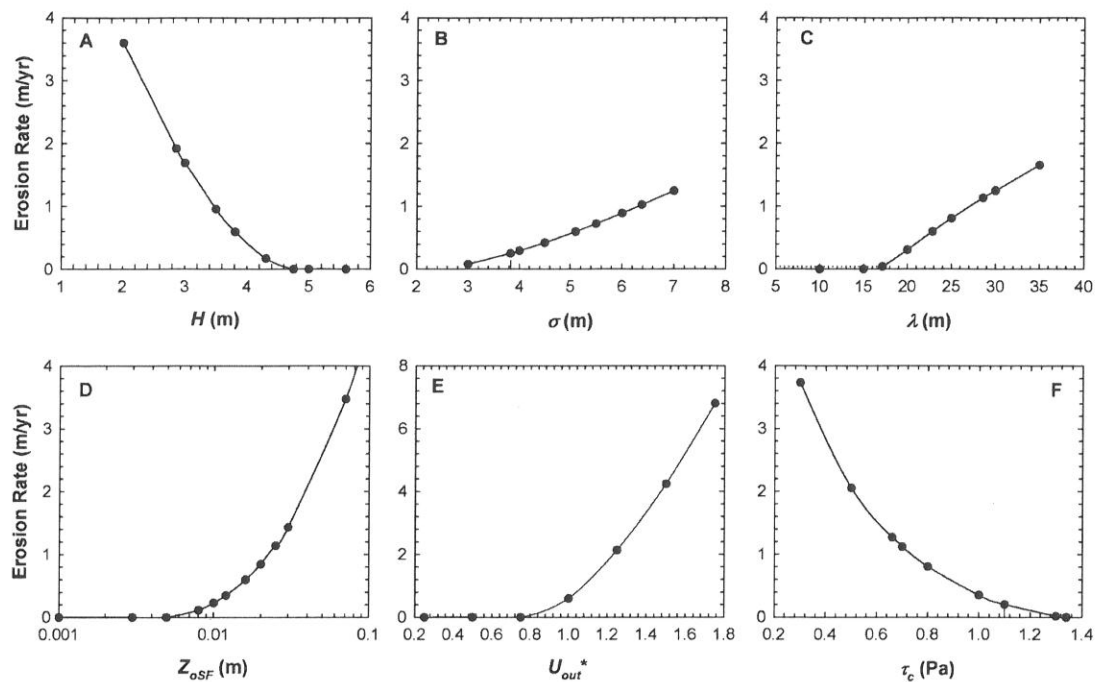 A
B
C
Erosion Rate (m/yr)
4
3
2
1
0
4
3
2
1
0
4
3
2
1
0
1 2 3 4 5 6
2 3 4 5 6 7 8
5 10 15 20 25 30 35 40
H (m)
σ (m)
λ (m)
D
E
F
Erosion Rate (m/yr)
4
3
2
1
0
8
6
4
2
0
4
3
2
1
0
0.001 0.01 0.1
0.2 0.4 0.6 0.8 1.0 1.2 1.4 1.6 1.8
0.2 0.4 0.6 0.8 1.0 1.2 1.4
ZoSF (m)
Uout*
τc (Pa)